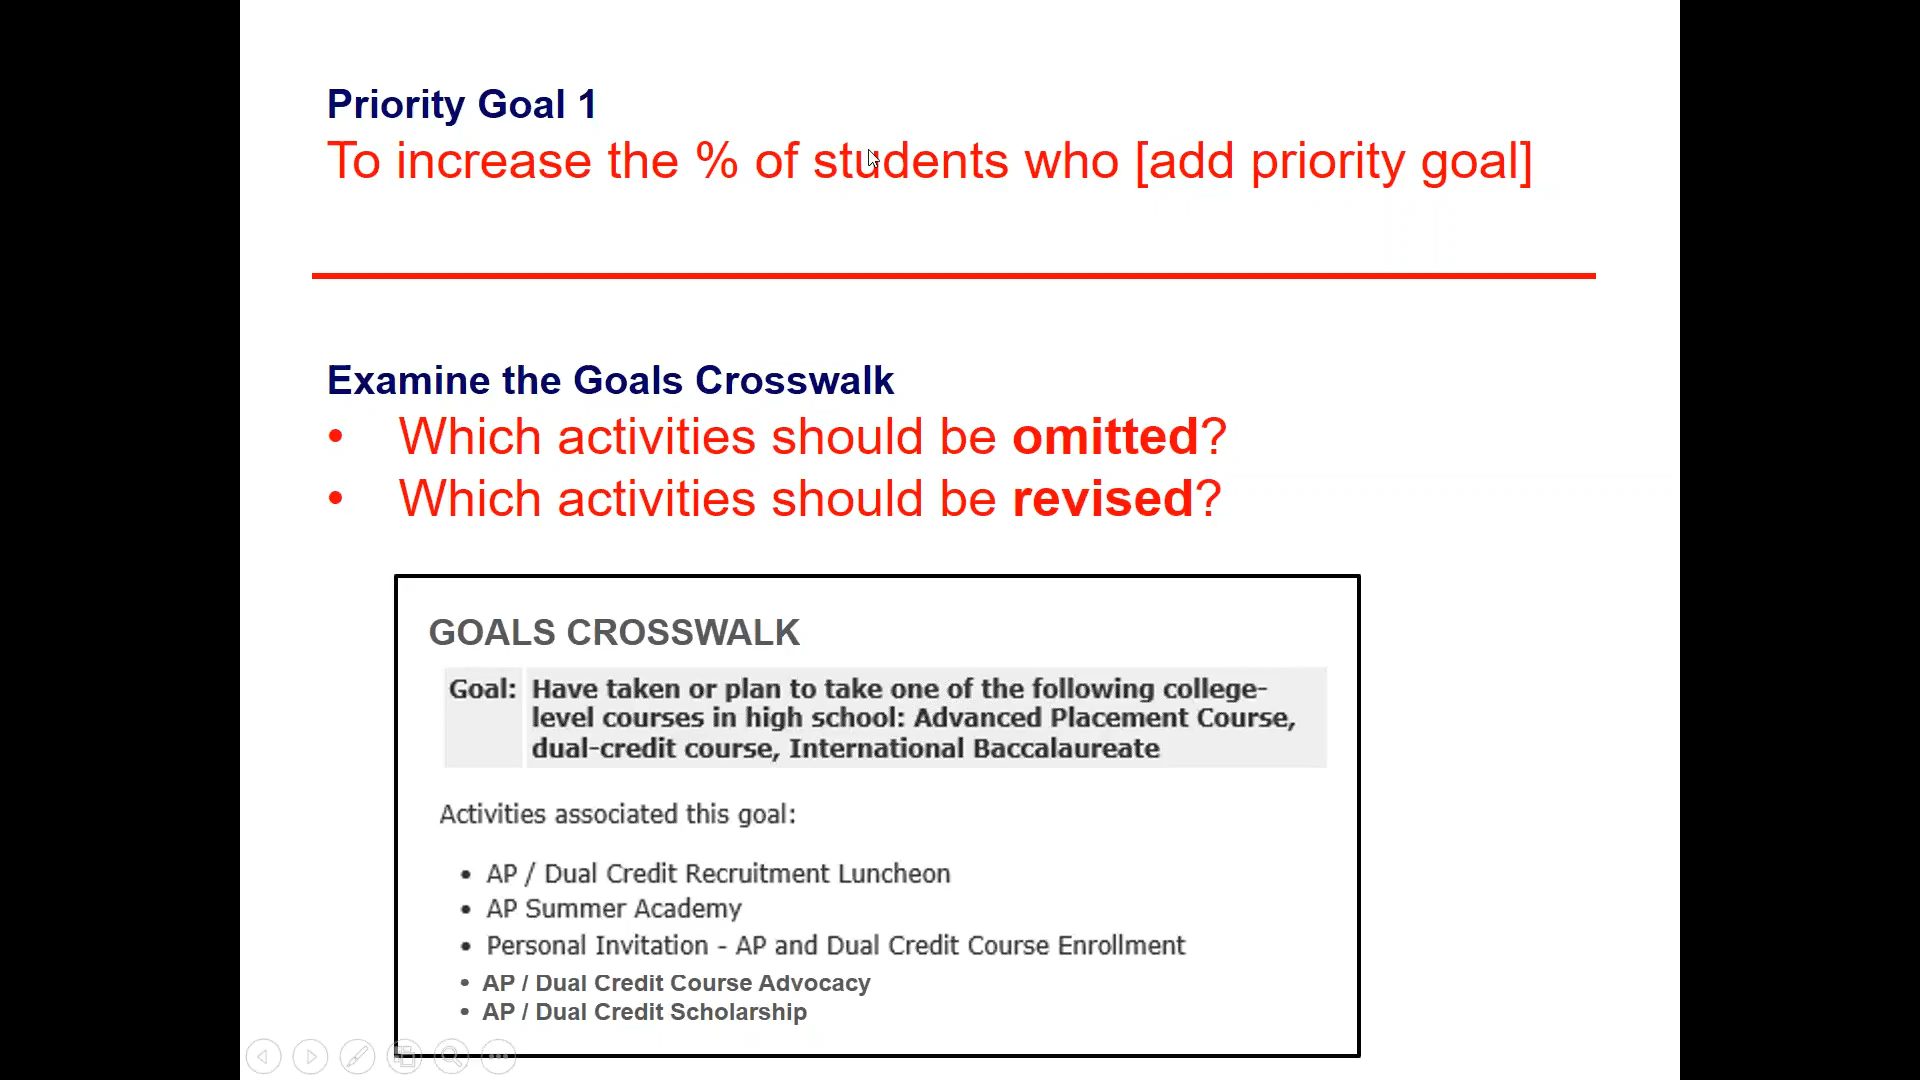 Priority Goal 1
To increase the % of students who [add priority goal]
Examine the Goals Crosswalk
• Which activities should be omitted?
• Which activities should be revised?
GOALS CROSSWALK
Goal: Have taken or plan to take one of the following college-
level courses in high school: Advanced Placement Course,
dual-credit course, International Baccalaureate
Activities associated this goal:
• AP / Dual Credit Recruitment Luncheon
• AP Summer Academy
• Personal Invitation - AP and Dual Credit Course Enrollment
• AP / Dual Credit Course Advocacy
• AP / Dual Credit Scholarship